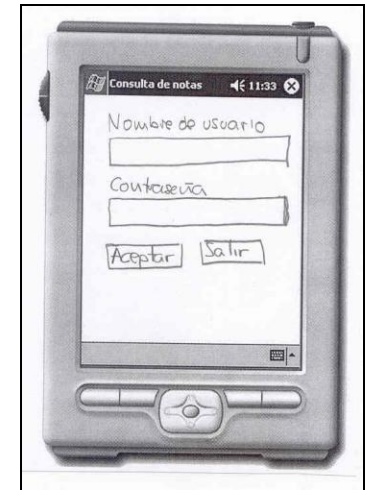 Consulta de notas 11:33
Nombre de usuario
Contraseña
Aceptar Salir